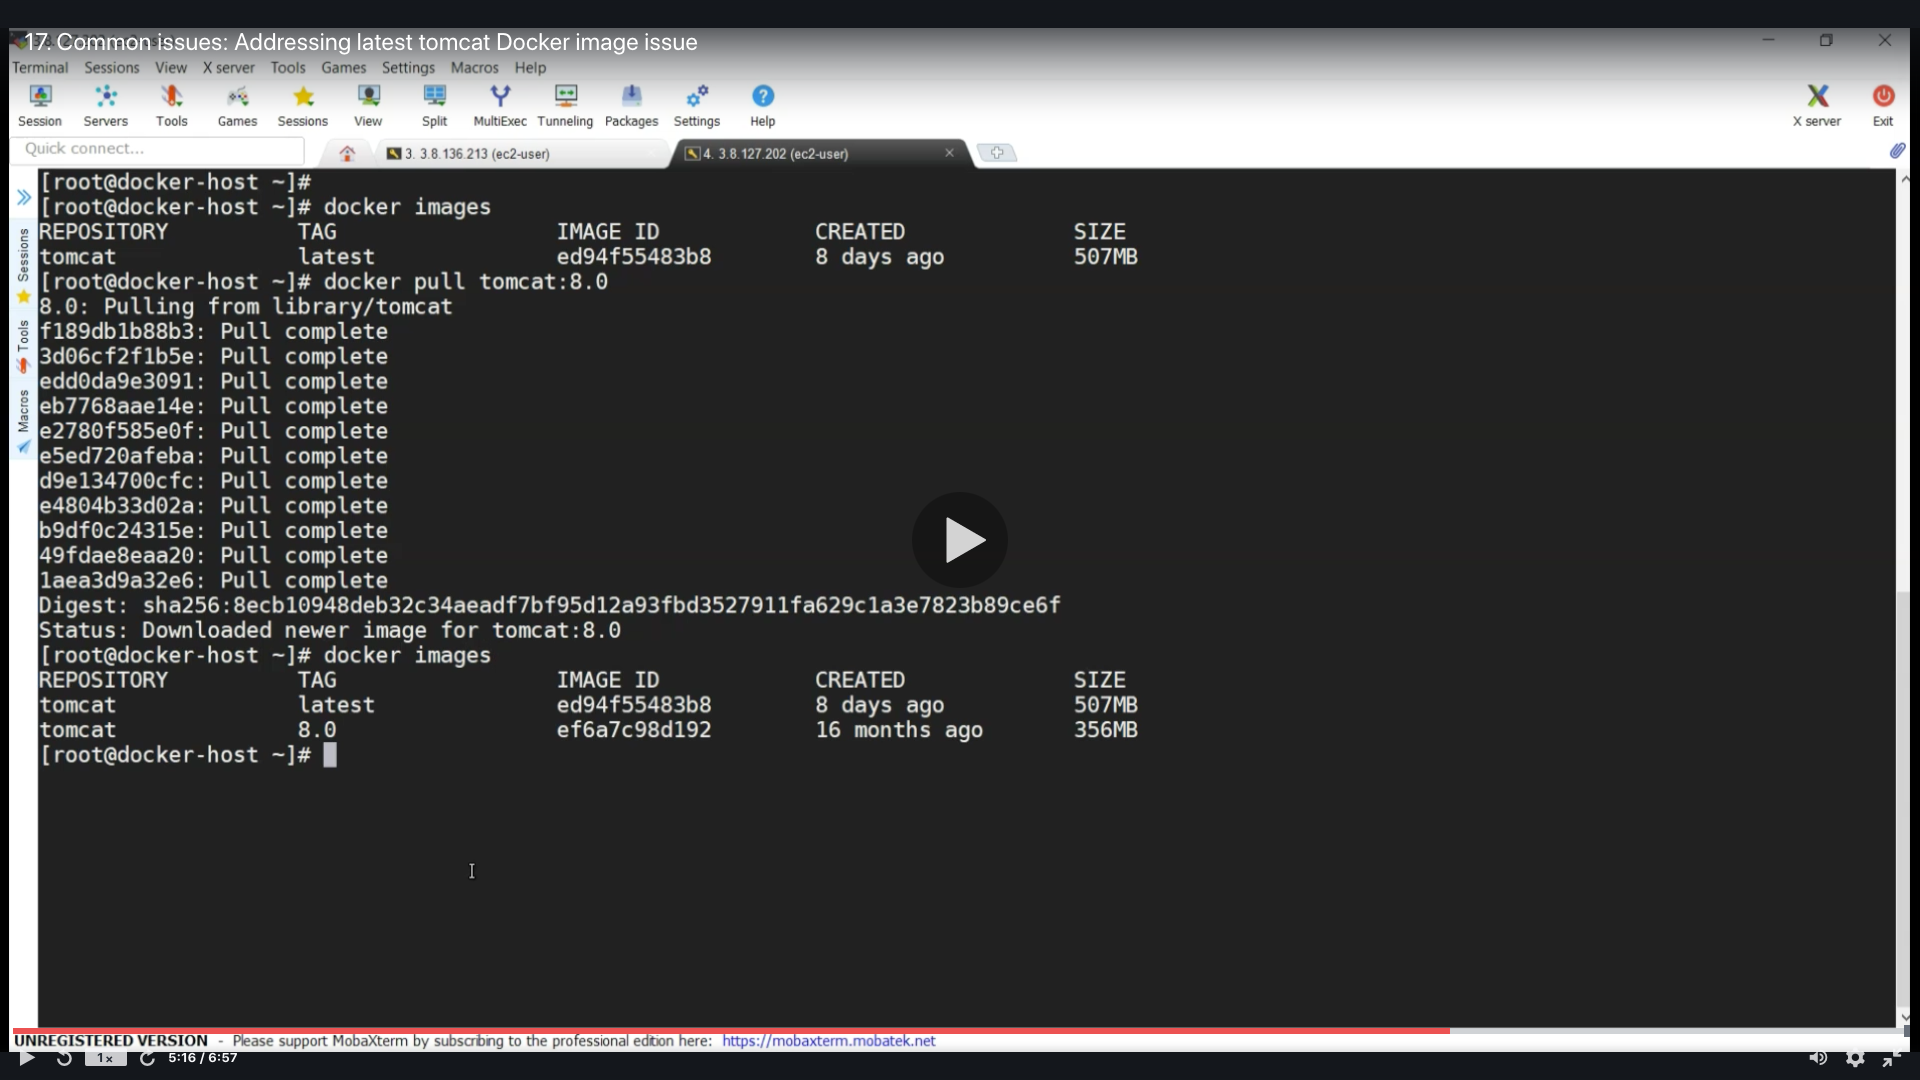 17. Common issues: Addressing latest tomcat Docker image issue
Terminal Sessions View X server Tools Games Settings Macros Help
Session Servers Tools Games Sessions View Split MultiExec Tunneling Packages Settings Help X server Exit
Quick connect... 3. 3.8.136.213 (ec2-user) 4. 3.8.127.202 (ec2-user)
Sessions
Tools
Macros
[root@docker-host ~]#
[root@docker-host ~]# docker images
REPOSITORY TAG IMAGE ID CREATED SIZE
tomcat latest ed94f55483b8 8 days ago 507MB
[root@docker-host ~]# docker pull tomcat:8.0
8.0: Pulling from library/tomcat
f189db1b88b3: Pull complete
3d06cf2f1b5e: Pull complete
edd0da9e3091: Pull complete
eb7768aae14e: Pull complete
e2780f585e0f: Pull complete
e5ed720afeba: Pull complete
d9e134700cfc: Pull complete
e4804b33d02a: Pull complete
b9df0c24315e: Pull complete
49fdae8eaa20: Pull complete
1aea3d9a32e6: Pull complete
Digest: sha256:8ecb10948deb32c34aeadf7bf95d12a93fbd3527911fa629c1a3e7823b89ce6f
Status: Downloaded newer image for tomcat:8.0
[root@docker-host ~]# docker images
REPOSITORY TAG IMAGE ID CREATED SIZE
tomcat latest ed94f55483b8 8 days ago 507MB
tomcat 8.0 ef6a7c98d192 16 months ago 356MB
[root@docker-host ~]#
UNREGISTERED VERSION - Please support MobaXterm by subscribing to the professional edition here: https://mobaxterm.mobatek.net
1x 5:16 / 6:57